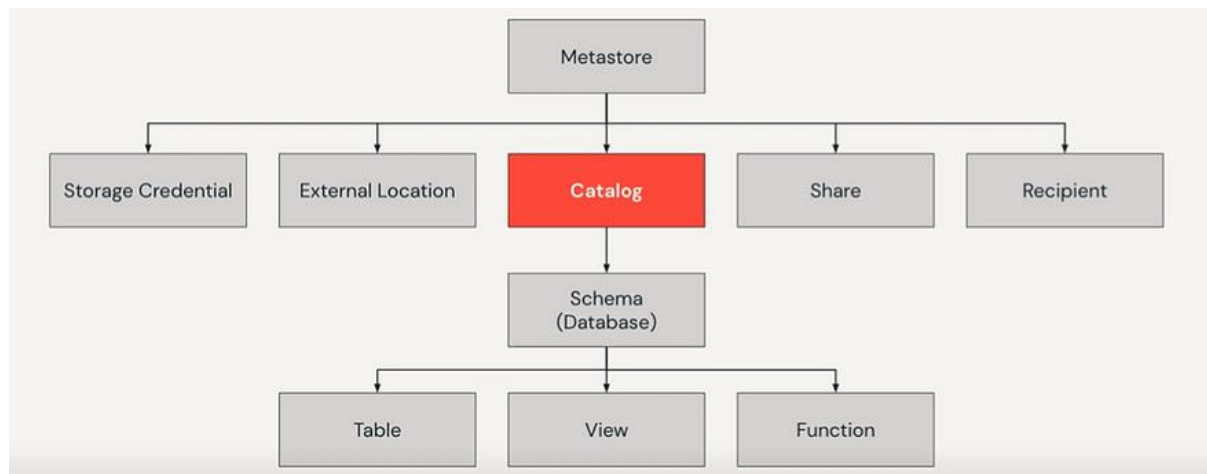 Metastore
Storage Credential
External Location
Catalog
Share
Recipient
Schema
(Database)
Table
View
Function